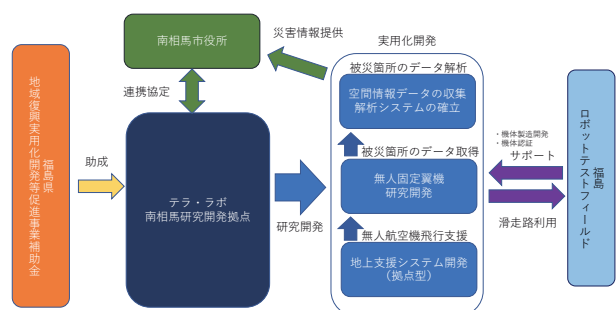 南相馬市役所
災害情報提供
実用化開発
被災箇所のデータ解析
空間情報データの収集
解析システムの確立
連携協定
福島県
地域復興実用化開発等促進事業補助金
助成
テラ・ラボ
南相馬研究開発拠点
研究開発
被災箇所のデータ取得
無人固定翼機
研究開発
無人航空機飛行支援
地上支援システム開発
（拠点型）
・機体製造開発
・機体認証
サポート
滑走路利用
福島
ロボットテストフィールド